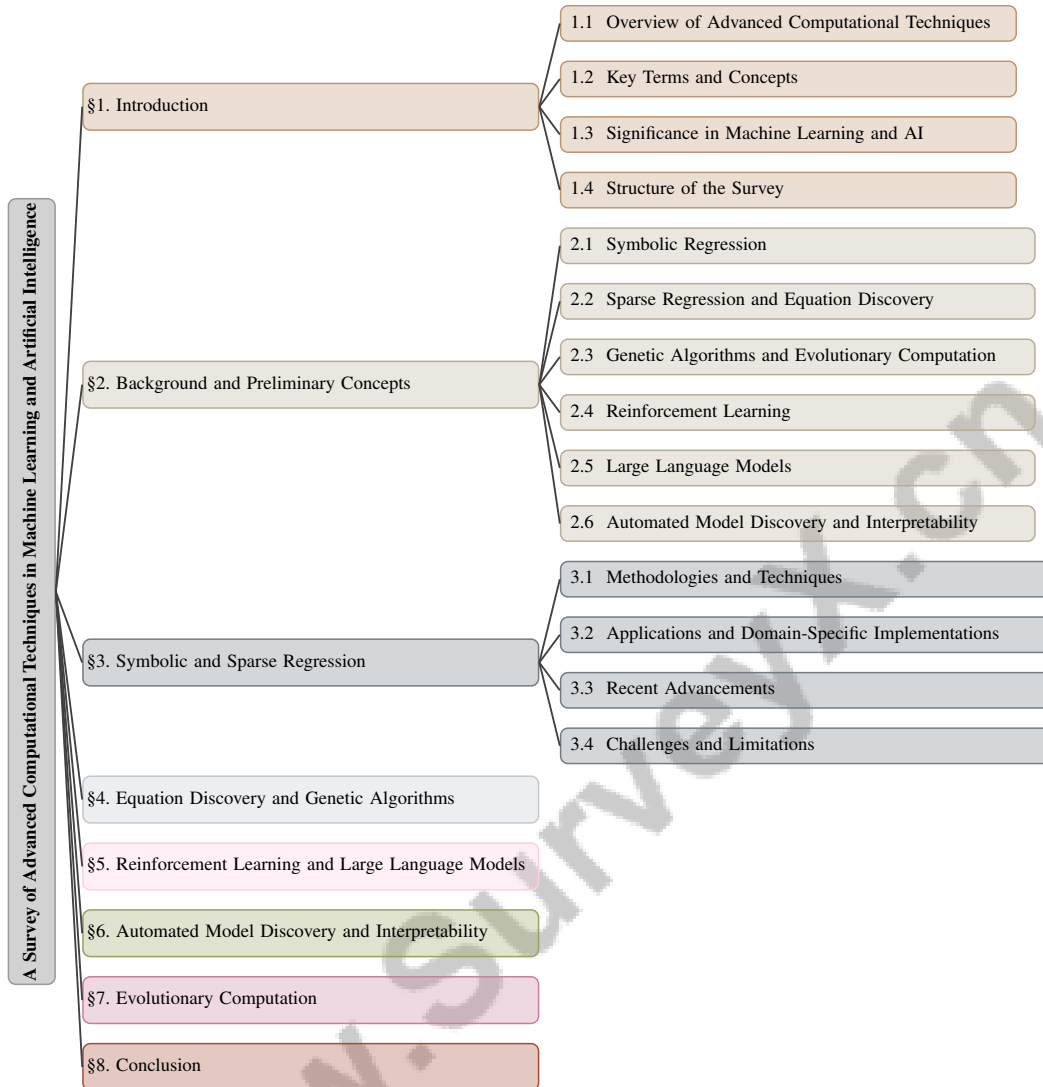 A Survey of Advanced Computational Techniques in Machine Learning and Artificial Intelligence
§1. Introduction
1.1 Overview of Advanced Computational Techniques
1.2 Key Terms and Concepts
1.3 Significance in Machine Learning and AI
1.4 Structure of the Survey
§2. Background and Preliminary Concepts
2.1 Symbolic Regression
2.2 Sparse Regression and Equation Discovery
2.3 Genetic Algorithms and Evolutionary Computation
2.4 Reinforcement Learning
2.5 Large Language Models
2.6 Automated Model Discovery and Interpretability
§3. Symbolic and Sparse Regression
3.1 Methodologies and Techniques
3.2 Applications and Domain-Specific Implementations
3.3 Recent Advancements
3.4 Challenges and Limitations
§4. Equation Discovery and Genetic Algorithms
§5. Reinforcement Learning and Large Language Models
§6. Automated Model Discovery and Interpretability
§7. Evolutionary Computation
§8. Conclusion
w.SurveyX.cn